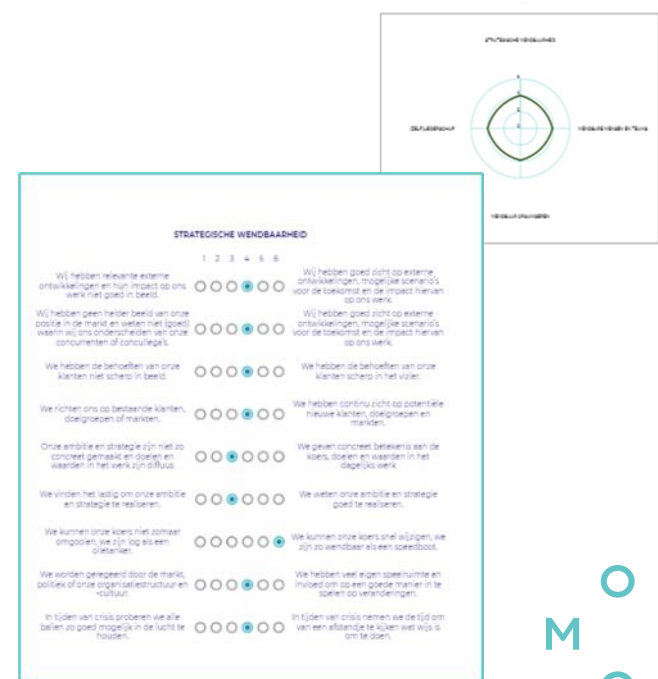 STRATEGISCHE WENDBAARHEID
STRATEGISCHE WENDBAARHEID
1 2 3 4 5 6
Wij hebben relevante externe
ontwikkelingen en hun impact op ons
werk niet goed in beeld.
Wij hebben goed zicht op externe
ontwikkelingen, mogelijke scenario's
voor de toekomst en de impact hiervan
op ons werk.
Wij hebben geen helder beeld van onze
positie in de markt en weten niet (goed)
waarin wij ons onderscheiden van onze
concurrenten of concullega's.
Wij hebben goed zicht op externe
ontwikkelingen, mogelijke scenario's
voor de toekomst en de impact hiervan
op ons werk.
We hebben de behoeften van onze
klanten niet scherp in beeld.
We hebben de behoeften van onze
klanten scherp in het vizier.
We richten ons op bestaande klanten,
doelgroepen of markten.
We hebben continu zicht op potentiële
nieuwe klanten, doelgroepen en
markten.
Onze ambitie en strategie zijn niet zo
concreet gemaakt en doelen en
waarden in het werk zijn diffuus
We geven concreet betekenis aan de
koers, doelen en waarden in het
dagelijks werk
We vinden het lastig om onze ambitie
en strategie te realiseren.
We weten onze ambitie en strategie
goed te realiseren.
We kunnen onze koers niet zomaar
omgooien, we zijn log als een
olietanker.
We kunnen onze koers snel wijzigen, we
zijn zo wendbaar als een speedboot.
We worden geregeerd door de markt,
politiek of onze organisatiestructuur en
-cultuur.
We hebben veel eigen speelruimte en
invloed om op een goede manier in te
spelen op veranderingen.
In tijden van crisis proberen we alle
ballen zo goed mogelijk in de lucht te
houden.
In tijden van crisis nemen we de tijd om
van een afstandje te kijken wat wijs is
om te doen.
O
M